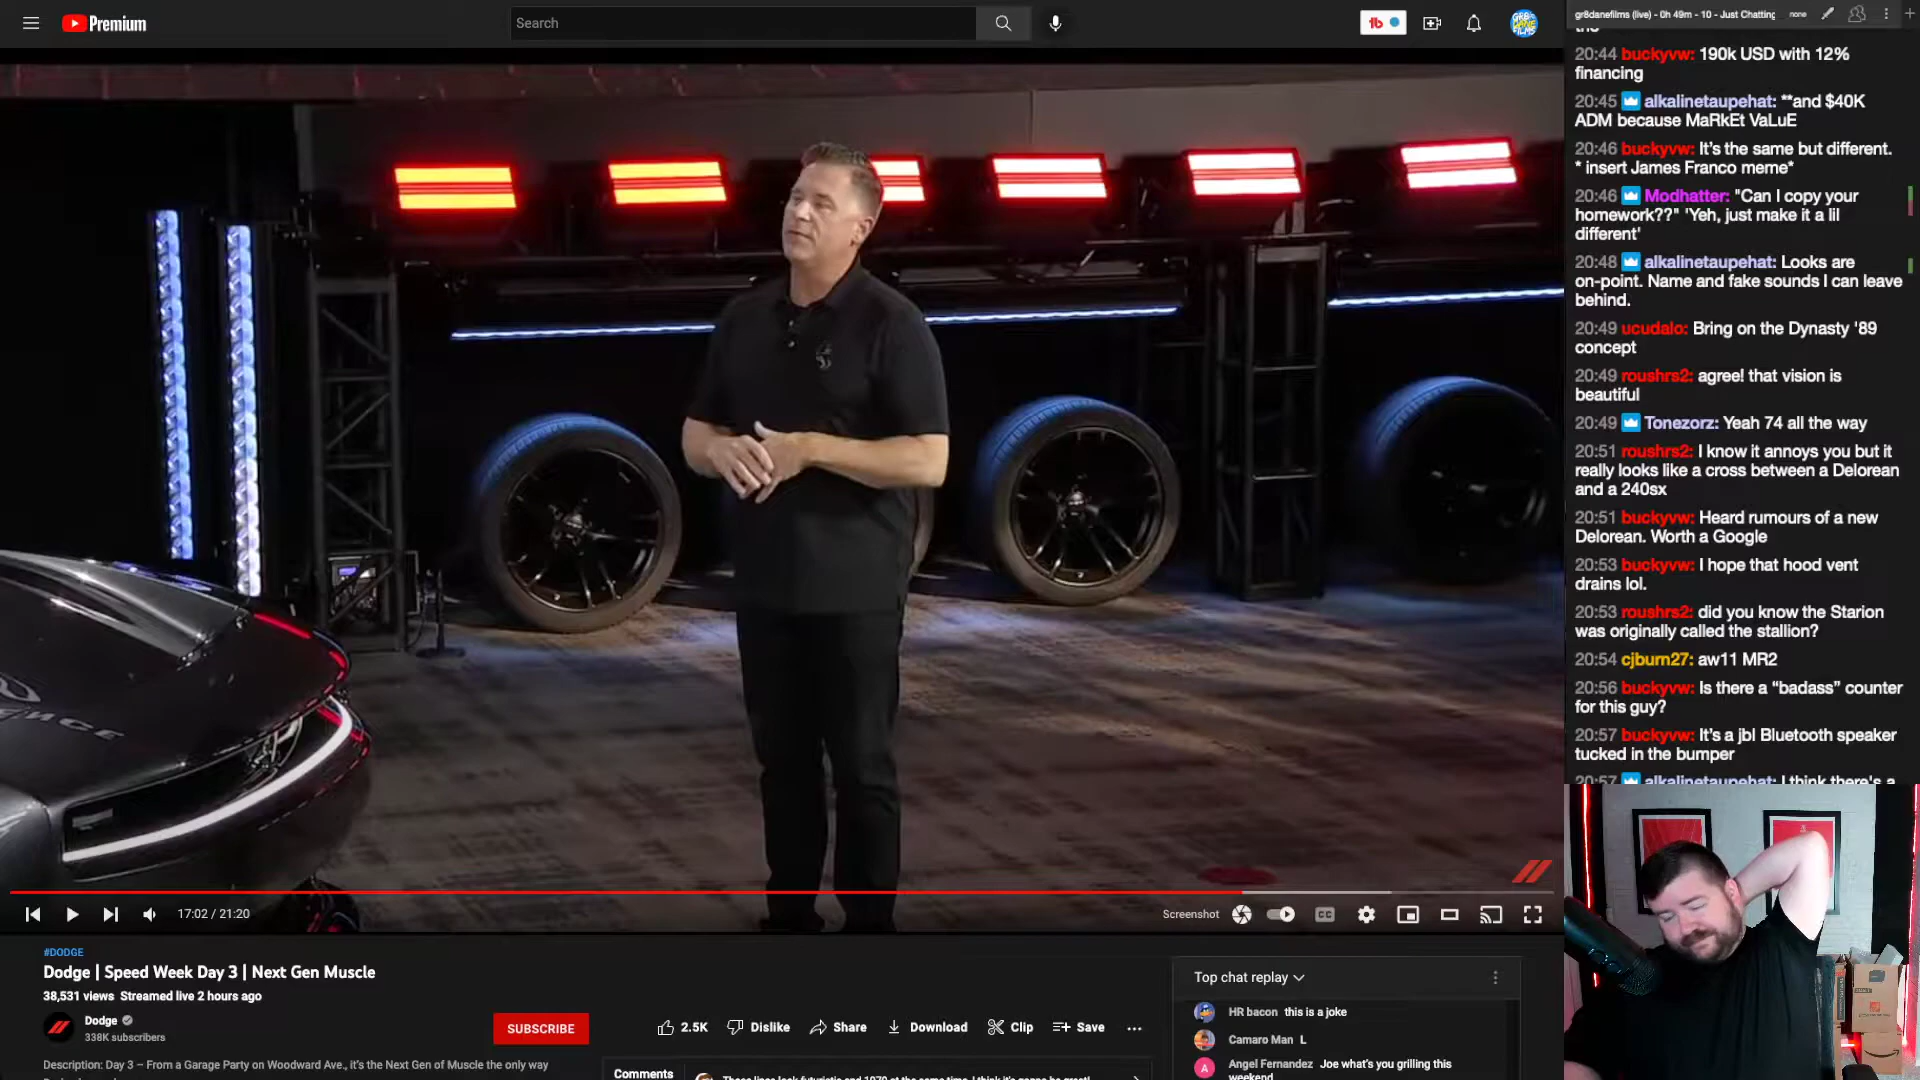 Premium
Search
gr8danefilms (live) - 0h 49m - 10 - Just Chatting
none
20:44 buckyvw: 190k USD with 12%
financing
20:45 alkalinetaupehat: **and $40K
ADM because MaRkEt VaLuE
20:46 buckyvw: It's the same but different.
* insert James Franco meme*
20:46 Modhatter: "Can I copy your
homework??" 'Yeh, just make it a lil
different'
20:48 alkalinetaupehat: Looks are
on-point. Name and fake sounds I can leave
behind.
20:49 ucudalo: Bring on the Dynasty '89
concept
20:49 roushrs2: agree! that vision is
beautiful
20:49 Tonezorz: Yeah 74 all the way
20:51 roushrs2: I know it annoys you but it
really looks like a cross between a Delorean
and a 240sx
20:51 buckyvw: Heard rumours of a new
Delorean. Worth a Google
20:53 buckyvw: I hope that hood vent
drains lol.
20:53 roushrs2: did you know the Starion
was originally called the stallion?
20:54 cjburn27: aw11 MR2
20:56 buckyvw: Is there a "badass" counter
for this guy?
20:57 buckyvw: It's a jbl Bluetooth speaker
tucked in the bumper
20:57 alkalinetaupehat: I think there's a
17:02 / 21:20
Screenshot
CC
#DODGE
Dodge | Speed Week Day 3 | Next Gen Muscle
38,531 views Streamed live 2 hours ago
Dodge
338K subscribers
SUBSCRIBE
2.5K
Dislike
Share
Download
Clip
Save
Description: Day 3 – From a Garage Party on Woodward Ave., it's the Next Gen of Muscle the only way
Comments
Top chat replay
HR bacon this is a joke
Camaro Man L
A
Angel Fernandez Joe what's you grilling this
weekend